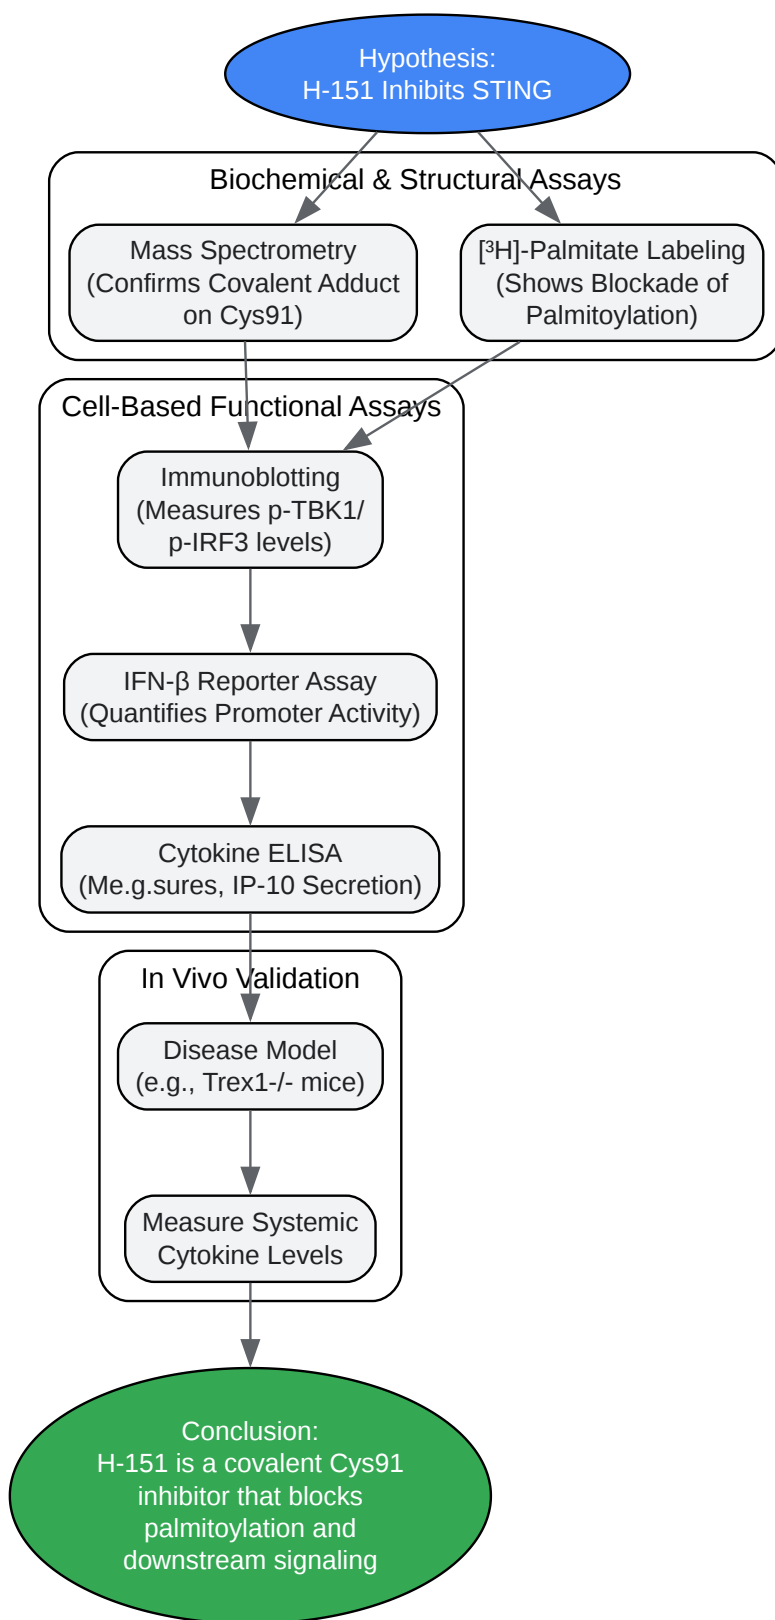 Hypothesis:
H-151 Inhibits STING
Biochemical & Structural Assays
Mass Spectrometry
(Confirms Covalent Adduct
on Cys91)
[³H]-Palmitate Labeling
(Shows Blockade of
Palmitoylation)
Cell-Based Functional Assays
Immunoblotting
(Measures p-TBK1/
p-IRF3 levels)
IFN-β Reporter Assay
(Quantifies Promoter Activity)
Cytokine ELISA
(Me.g.sures, IP-10 Secretion)
In Vivo Validation
Disease Model
(e.g., Trex1-/- mice)
Measure Systemic
Cytokine Levels
Conclusion:
H-151 is a covalent Cys91
inhibitor that blocks
palmitoylation and
downstream signaling